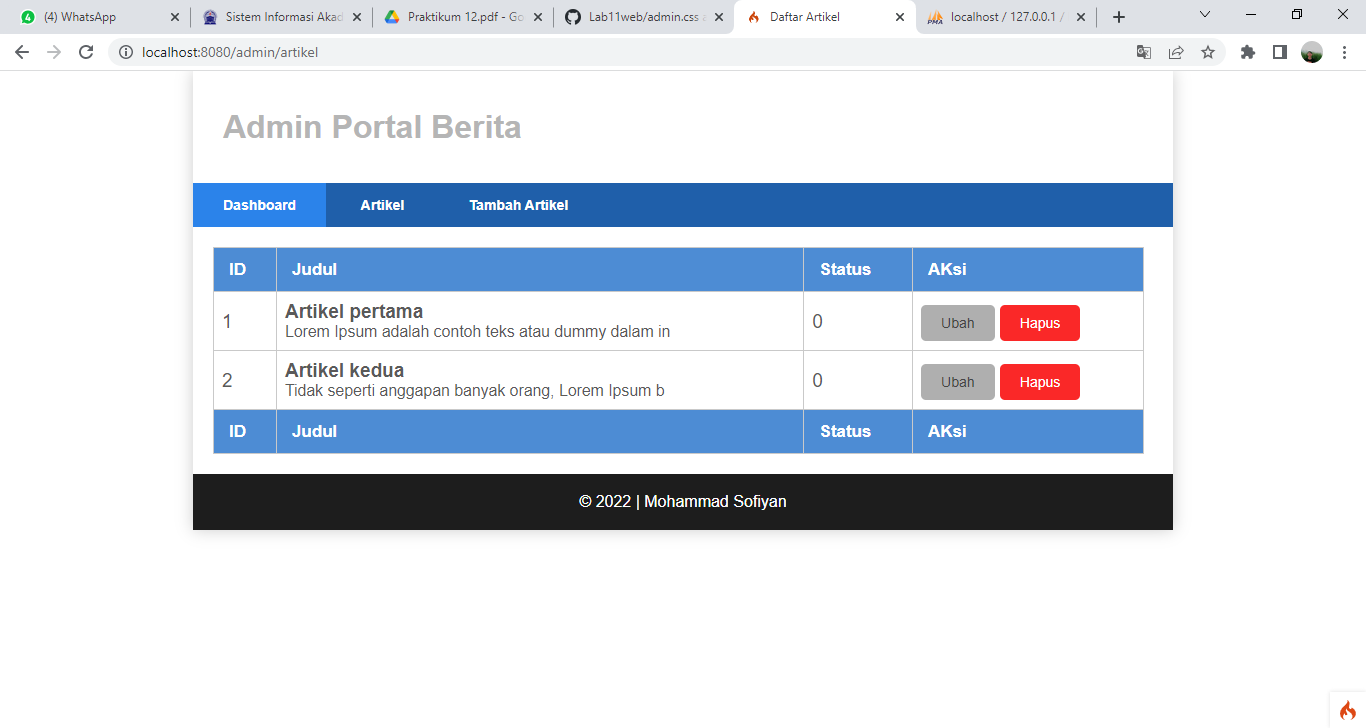 (4) WhatsApp
Sistem Informasi Akad
Praktikum 12.pdf - Go
Lab11web/admin.css a
Daftar Artikel
localhost / 127.0.0.1 /
localhost:8080/admin/artikel
Admin Portal Berita
Dashboard Artikel Tambah Artikel
ID Judul Status AKsi
1 Artikel pertama 0 Ubah Hapus
Lorem Ipsum adalah contoh teks atau dummy dalam in
2 Artikel kedua 0 Ubah Hapus
Tidak seperti anggapan banyak orang, Lorem Ipsum b
ID Judul Status AKsi
© 2022 | Mohammad Sofiyan